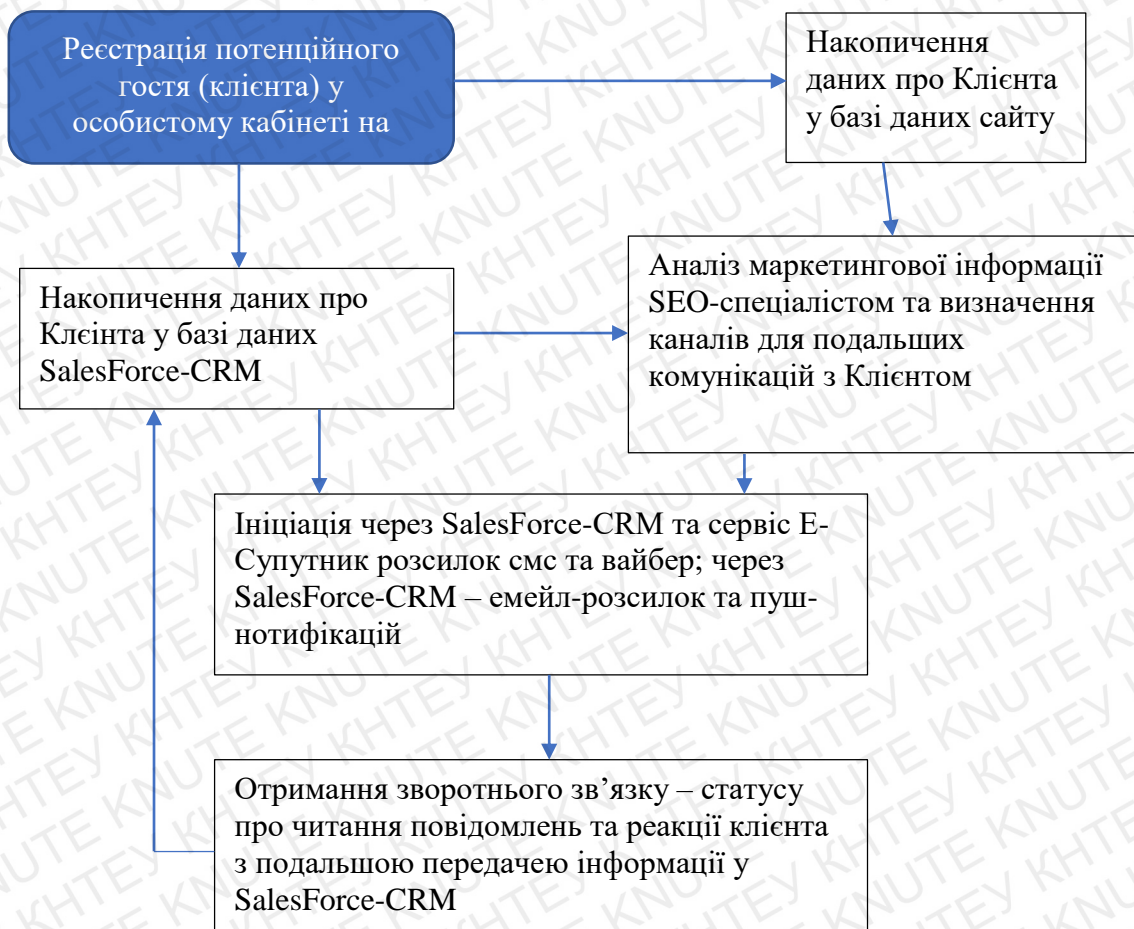 Реєстрація потенційного
гостя (клієнта) у
особистому кабінеті на
Накопичення
даних про Клієнта
у базі даних сайту
Накопичення даних про
Клєінта у базі даних
SalesForce-CRM
Аналіз маркетингової інформації
SEO-спеціалістом та визначення
каналів для подальших
комунікацій з Клієнтом
Ініціація через SalesForce-CRM та сервіс Е-
Супутник розсилок смс та вайбер; через
SalesForce-CRM – емейл-розсилок та пуш-
нотифікацій
Отримання зворотнього зв’язку – статусу
про читання повідомлень та реакції клієнта
з подальшою передачею інформації у
SalesForce-CRM